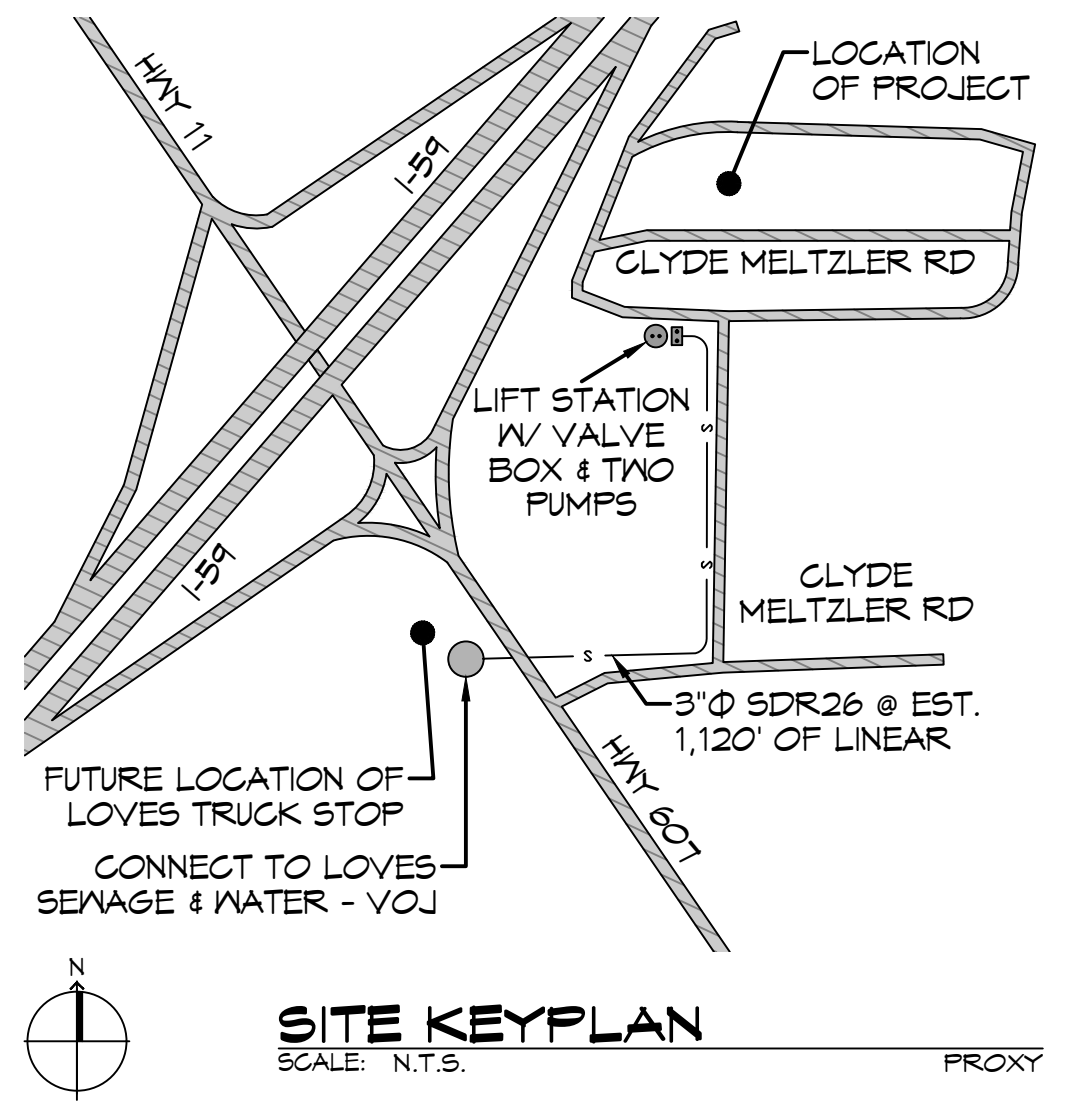 LOCATION
OF PROJECT
HWY 11
I-59
CLYDE MELTZLER RD
LIFT STATION
W/ VALVE
BOX & TWO
PUMPS
S
S
I-59
CLYDE
MELTZLER RD
S
3"Φ SDR26 @ EST.
1,120' OF LINEAR
HWY 607
FUTURE LOCATION OF
LOVES TRUCK STOP
CONNECT TO LOVES
SEWAGE & WATER - VOJ
N
SITE KEYPLAN
SCALE: N.T.S.
PROXY